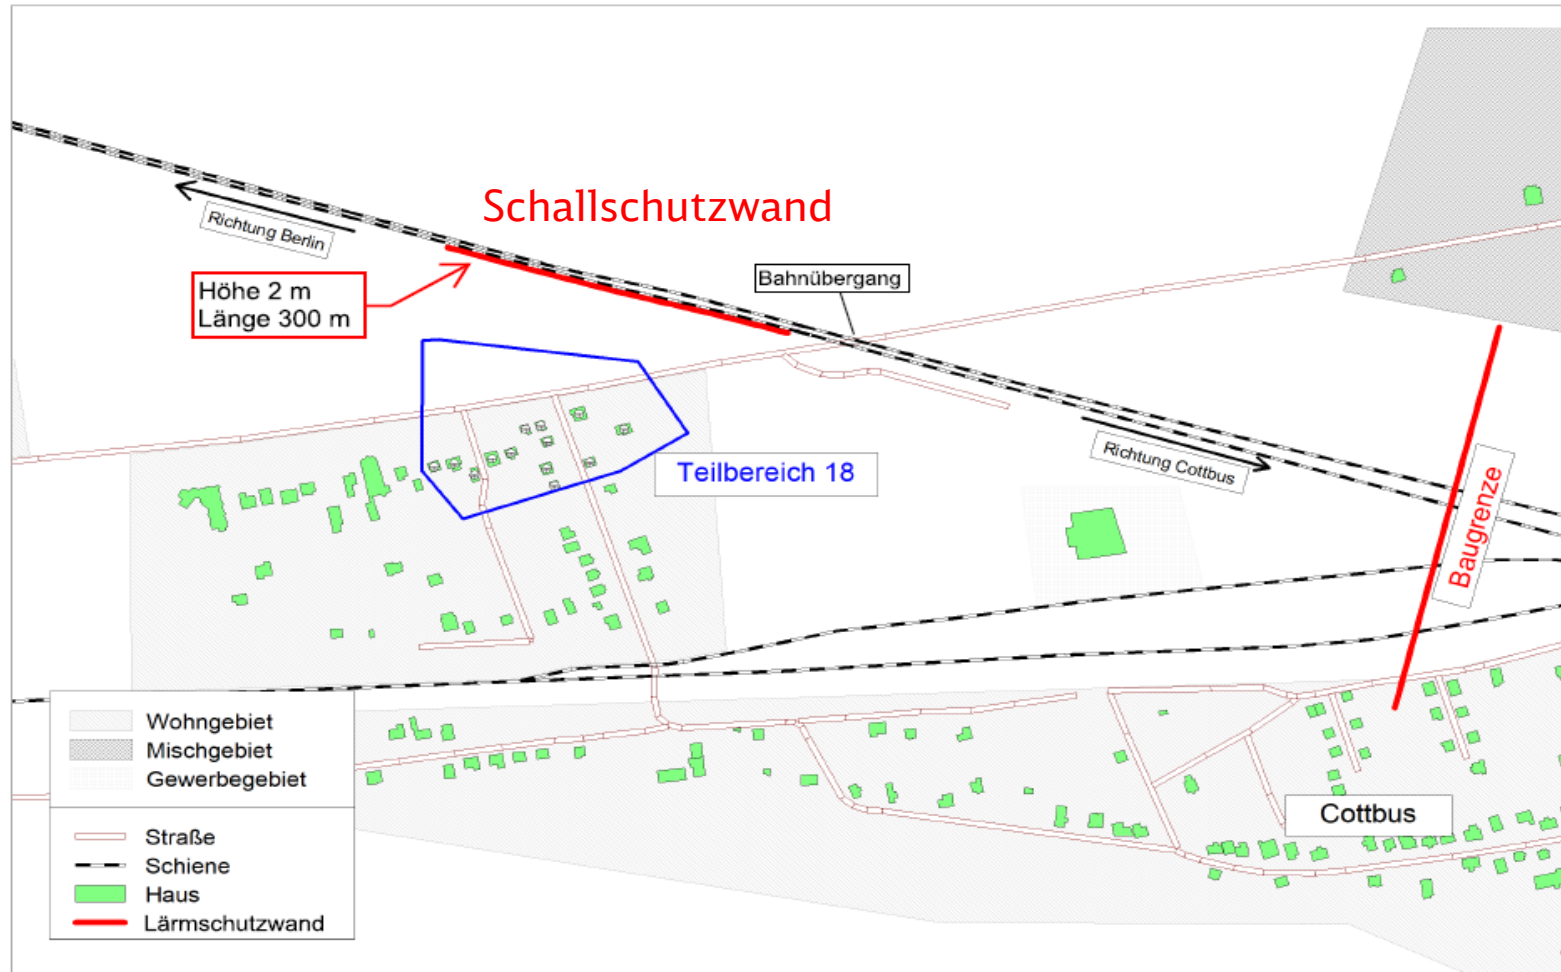 Schallschutzwand
Richtung Berlin
Höhe 2 m
Länge 300 m
Bahnübergang
Richtung Cottbus
Teilbereich 18
Baugrenze
Cottbus
Wohngebiet
Mischgebiet
Gewerbegebiet
Straße
Schiene
Haus
Lärmschutzwand